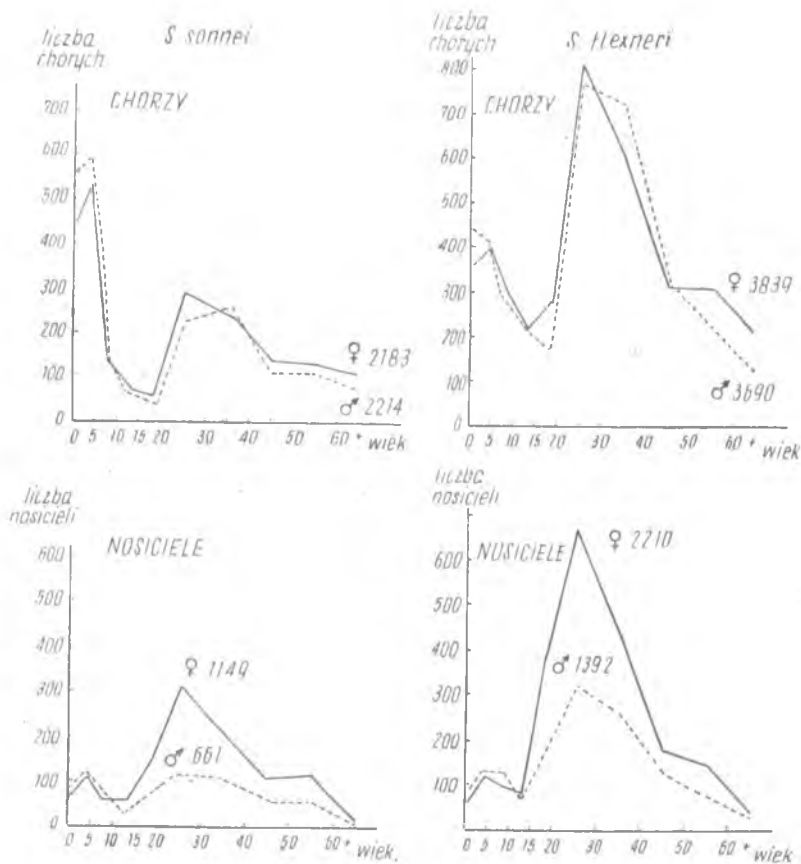 liczba
chorych
S sonnei
700
600
500
400
300
200
100
0
CHORZY
♀ 2183
♂ 2214
0 5 10 15 20 30 40 50 60 + wiek
liczba
chorych
S. flexneri
800
700
600
500
400
300
200
100
0
CHORZY
♀ 3839
♂ 3690
0 5 10 15 20 30 40 50 60 + wiek
liczba
nosicieli
600
500
400
300
200
100
0
NOSICIELE
♀ 1149
♂ 661
0 5 10 15 20 30 40 50 60 + wiek.
liczba
nosicieli
600
500
400
300
200
100
0
NOSICIELE
♀ 2210
♂ 1392
0 5 10 15 20 30 40 50 60 + wiek